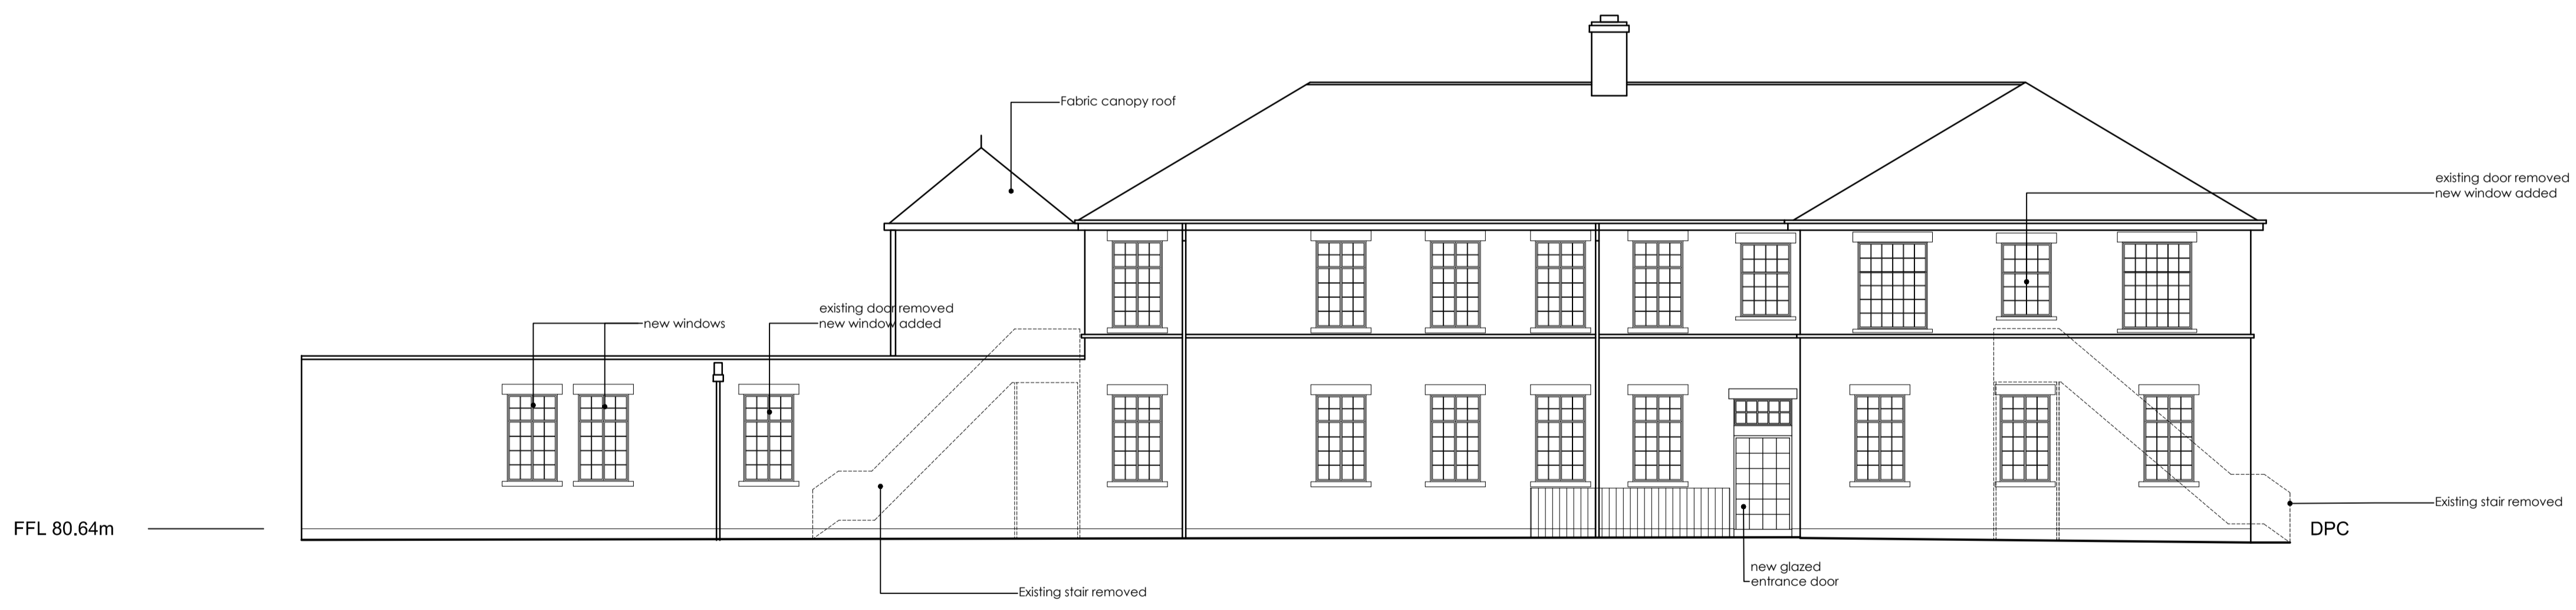 Fabric canopy roof
existing door removed
new window added
existing door removed
new window added
new windows
Existing stair removed
FFL 80.64m
DPC
new glazed
entrance door
Existing stair removed